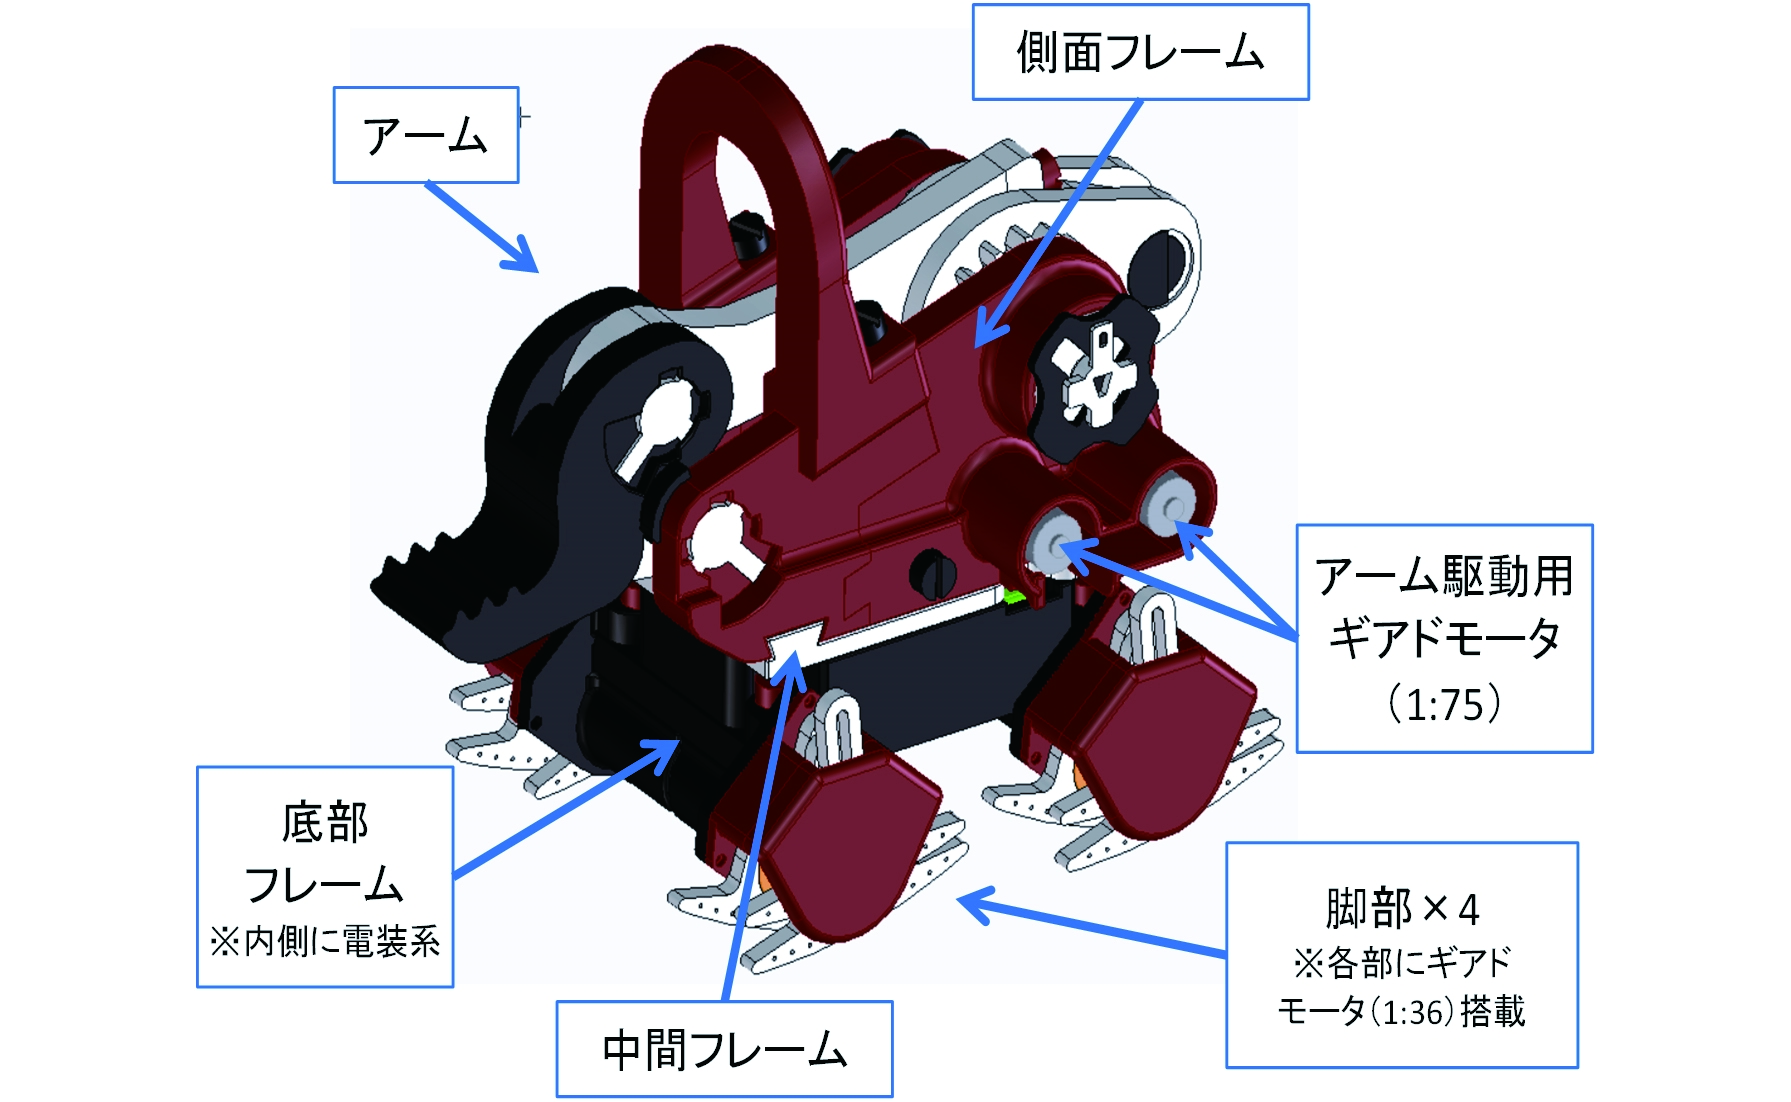 側面フレーム
アーム
アーム駆動用
ギアドモータ
（1:75）
底部
フレーム
※内側に電装系
脚部×4
※各部にギアド
モータ（1:36）搭載
中間フレーム